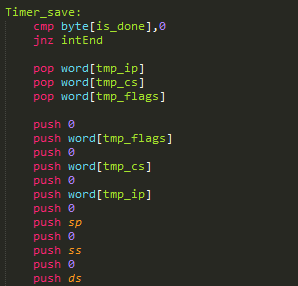 Timer_save:
cmp byte[is_done],0
jnz intEnd
pop word[tmp_ip]
pop word[tmp_cs]
pop word[tmp_flags]
push 0
push word[tmp_flags]
push 0
push word[tmp_cs]
push 0
push word[tmp_ip]
push 0
push sp
push 0
push ss
push 0
push ds